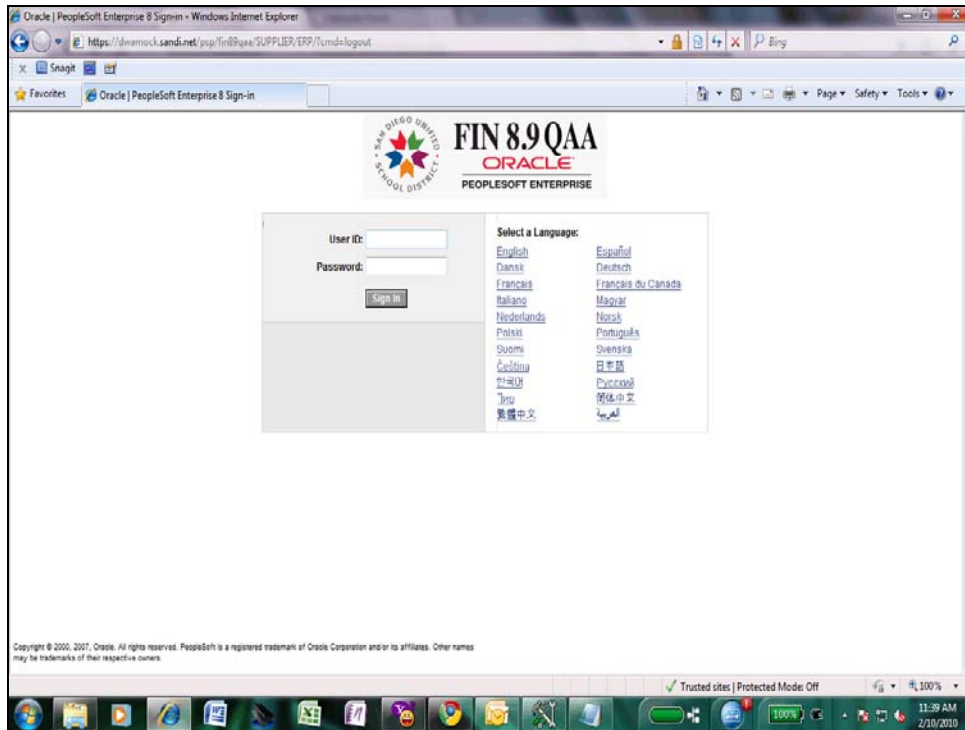 Oracle | PeopleSoft Enterprise 8 Sign-in - Windows Internet Explorer
https://dwamock.sandi.net/psp/fin89qaa/SUPPLIER/ERP/?cmd=logout
Bing
x Snagit
Favorites Oracle | PeopleSoft Enterprise 8 Sign-in Page Safety Tools
SAN DIEGO UNIFIED SCHOOL DISTRICT
FIN 8.9 QAA
ORACLE
PEOPLESOFT ENTERPRISE
User ID:
Password:
Sign In
Select a Language:
English Español
Dansk Deutsch
Français Français du Canada
Italiano Magyar
Nederlands Norsk
Polski Português
Suomi Svenska
Čeština 日本語
한국어 Русский
ไทย 简体中文
繁體中文 العربية
Copyright © 2000, 2007, Oracle. All rights reserved. PeopleSoft is a registered trademark of Oracle Corporation and/or its affiliates. Other names
may be trademarks of their respective owners.
Trusted sites | Protected Mode: Off 100%
100%
11:39 AM
2/10/2010